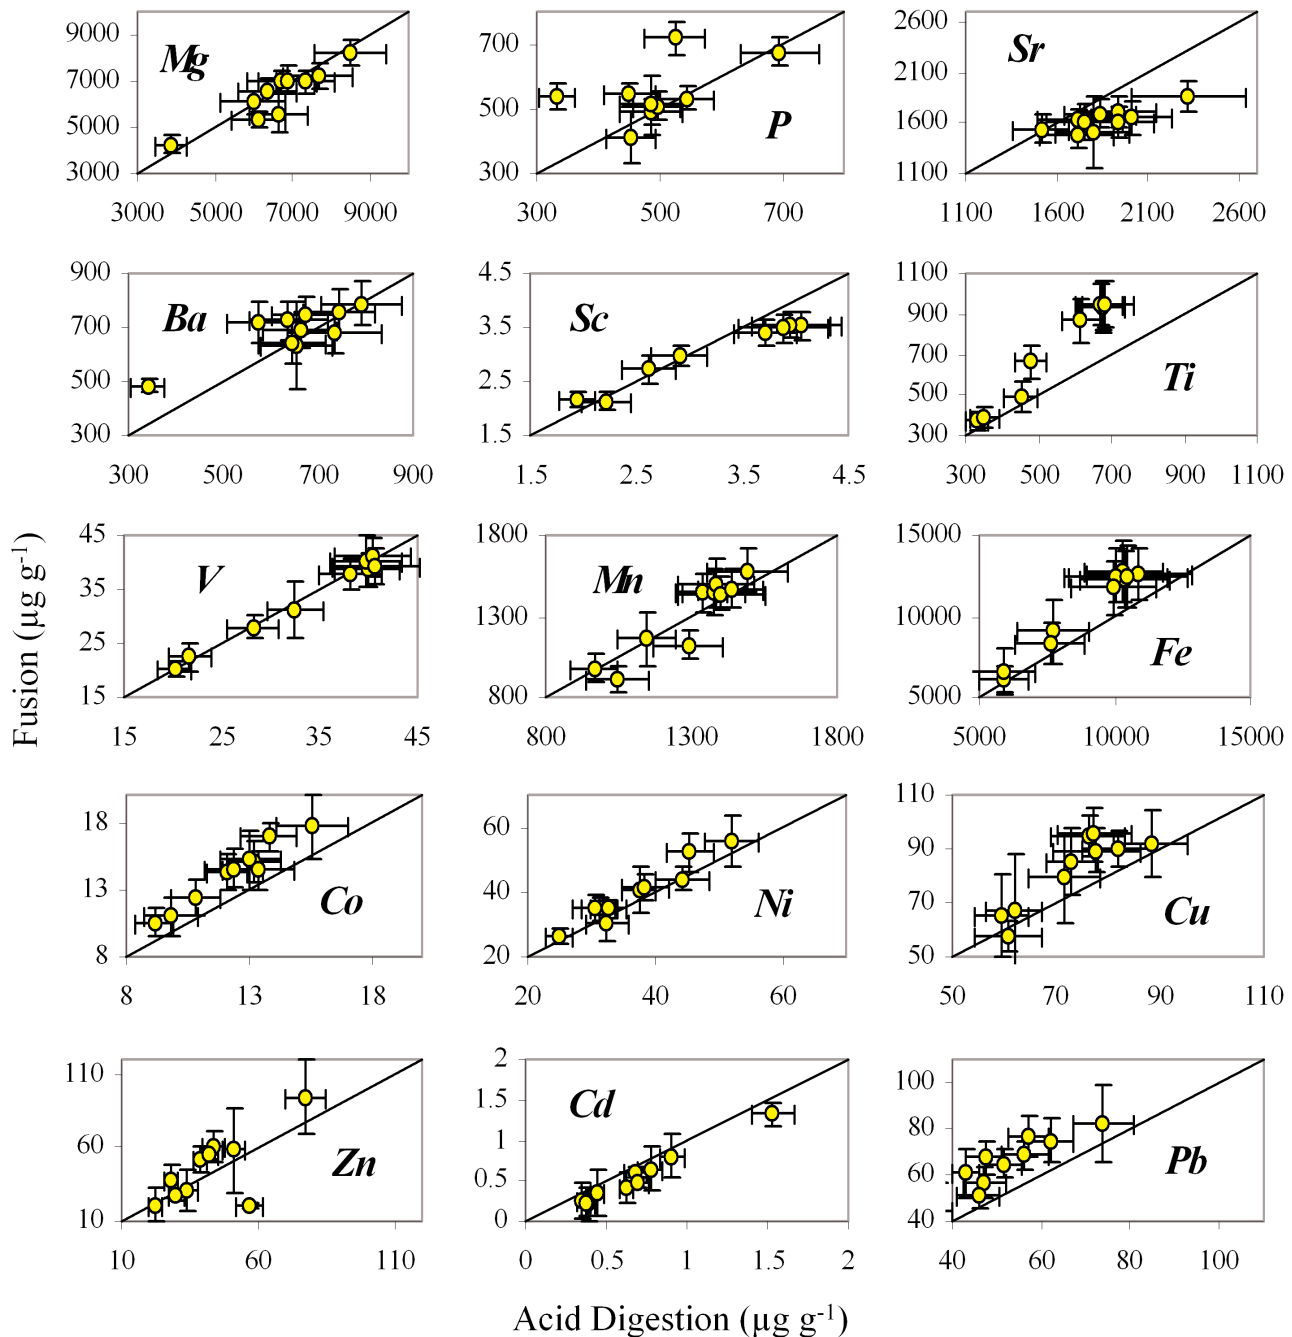 9000
7000
5000
3000
Mg
3000 5000 7000 9000
700
500
300
P
300 500 700
2600
2100
1600
1100
Sr
1100 1600 2100 2600
900
700
500
300
Ba
300 500 700 900
4.5
3.5
2.5
1.5
Sc
1.5 2.5 3.5 4.5
1100
900
700
500
300
Ti
300 500 700 900 1100
Fusion (µg g-1)
45
35
25
15
V
15 25 35 45
1800
1300
800
Mn
800 1300 1800
15000
10000
5000
Fe
5000 10000 15000
18
13
8
Co
8 13 18
60
40
20
Ni
20 40 60
110
90
70
50
Cu
50 70 90 110
110
60
10
Zn
10 60 110
2
1.5
1
0.5
0
Cd
0 0.5 1 1.5 2
100
80
60
40
Pb
40 60 80 100
Acid Digestion (µg g-1)